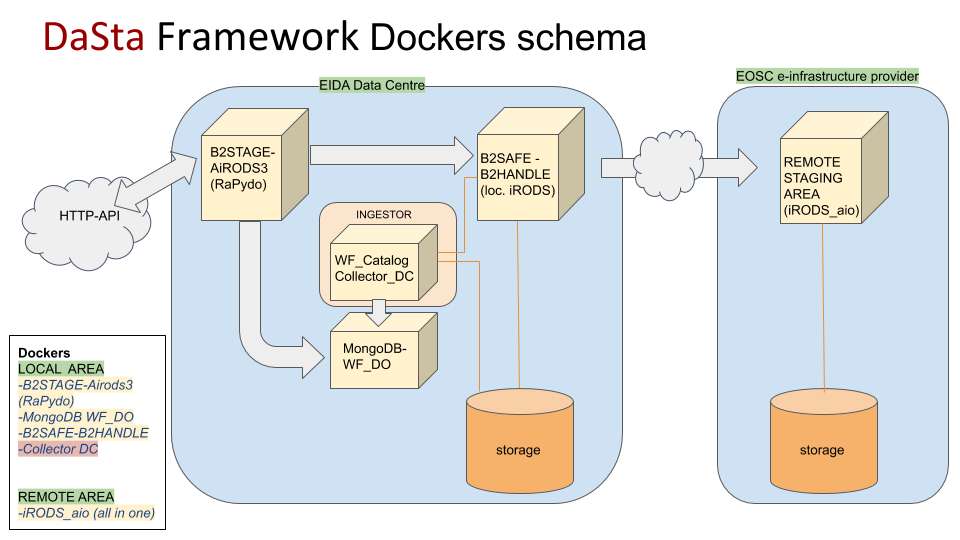 DaSta Framework Dockers schema
EIDA Data Centre
EOSC e-infrastructure provider
B2STAGE-
AiRODS3
(RaPydo)
B2SAFE -
B2HANDLE
(loc. iRODS)
REMOTE
STAGING
AREA
(iRODS_aio)
HTTP-API
INGESTOR
WF_Catalog
Collector_DC
MongoDB-
WF_DO
storage
storage
Dockers
LOCAL AREA
-B2STAGE-Airods3
(RaPydo)
-MongoDB WF_DO
-B2SAFE-B2HANDLE
-Collector DC
REMOTE AREA
-iRODS_aio (all in one)